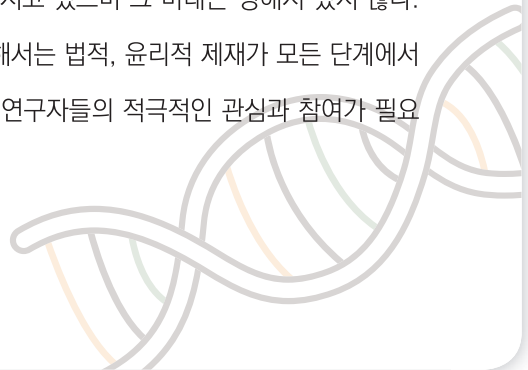 지고 있으며 그 미래는 정해져 있지 않다.
해서는 법적, 윤리적 제재가 모든 단계에서
연구자들의 적극적인 관심과 참여가 필요